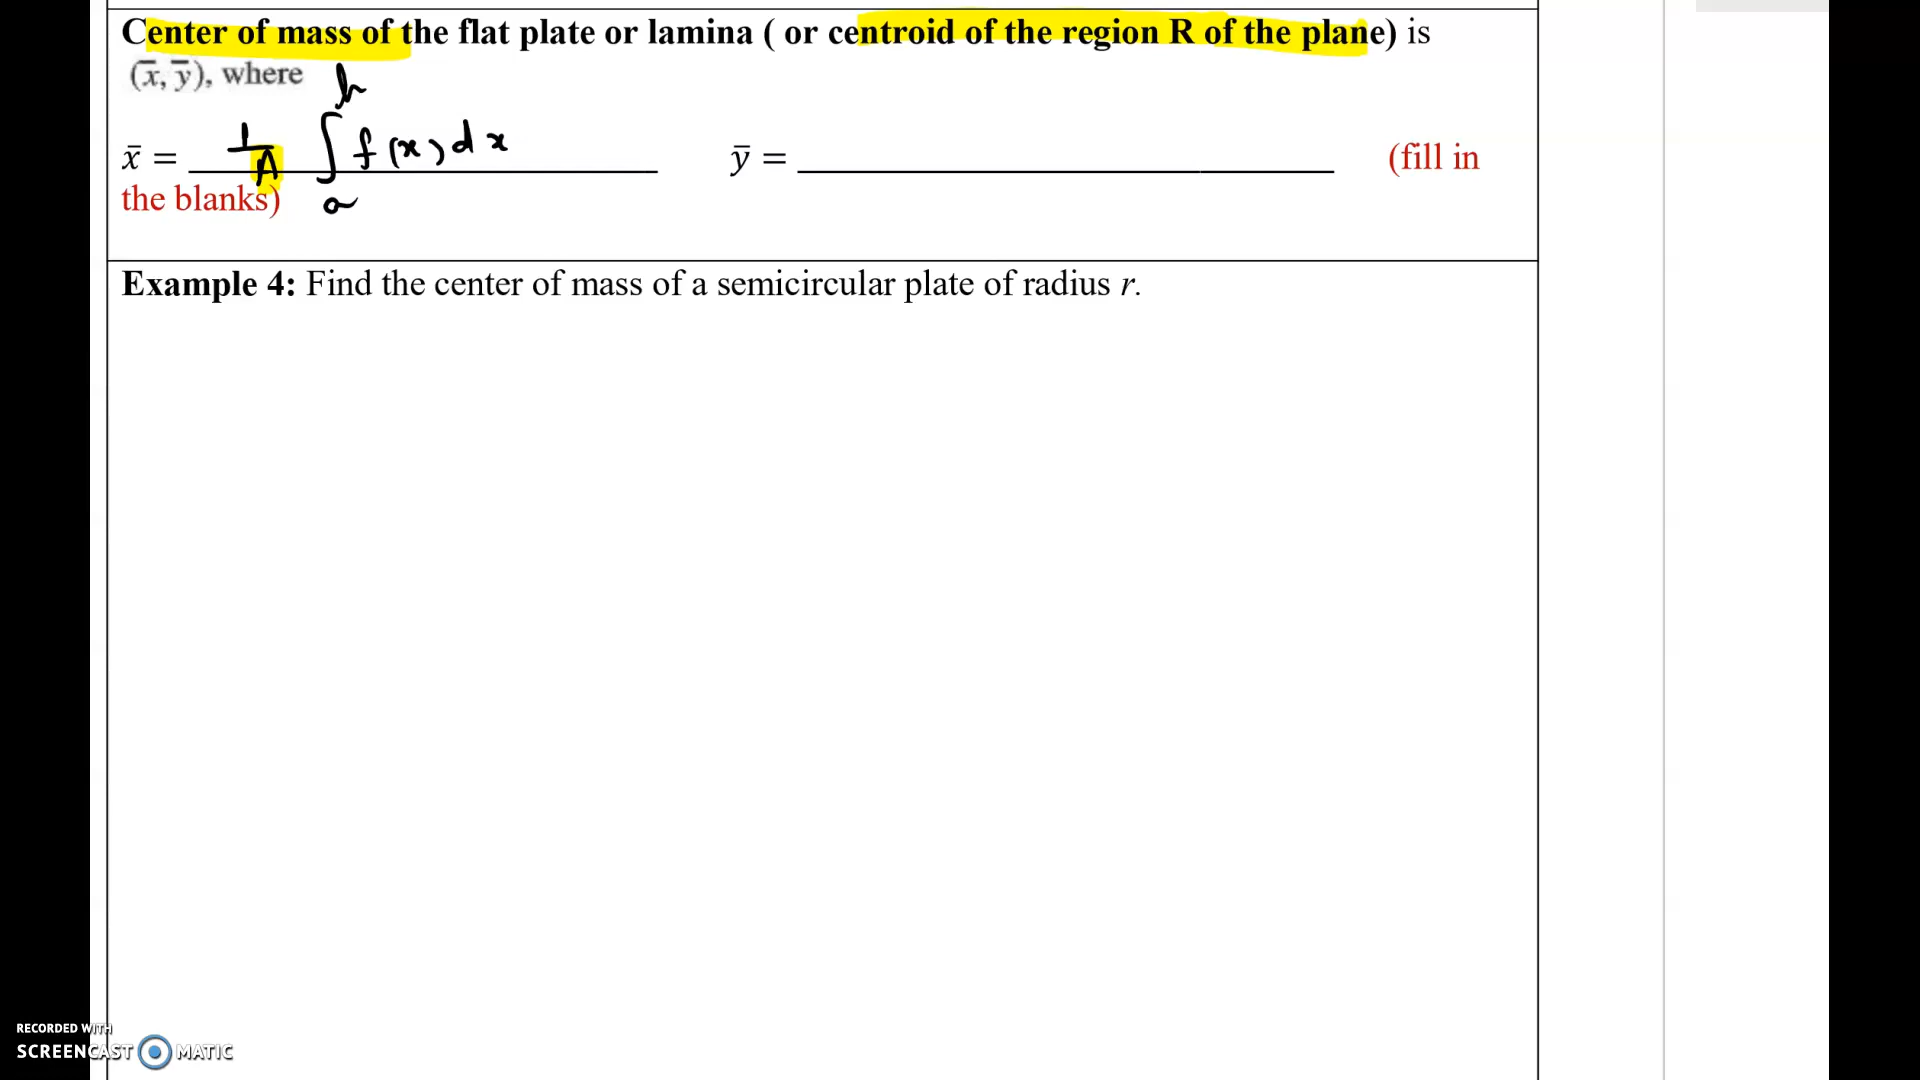 Center of mass of the flat plate or lamina ( or centroid of the region R of the plane) is
(x̅, y̅), where
x̄ = 1/A ∫_a^b f(x) dx ȳ = ____________ (fill in
the blanks)
Example 4: Find the center of mass of a semicircular plate of radius r.
RECORDED WITH
SCREENCAST MATIC